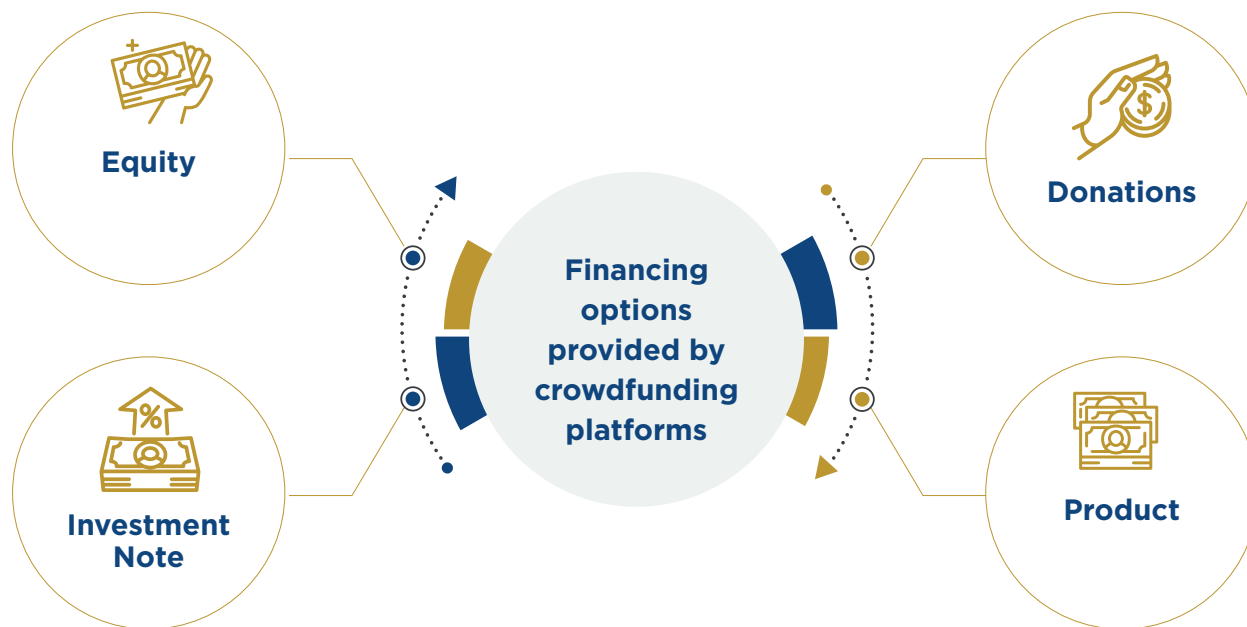 Equity
Donations
Financing
options
provided by
crowdfunding
platforms
Investment
Note
Product
$
%